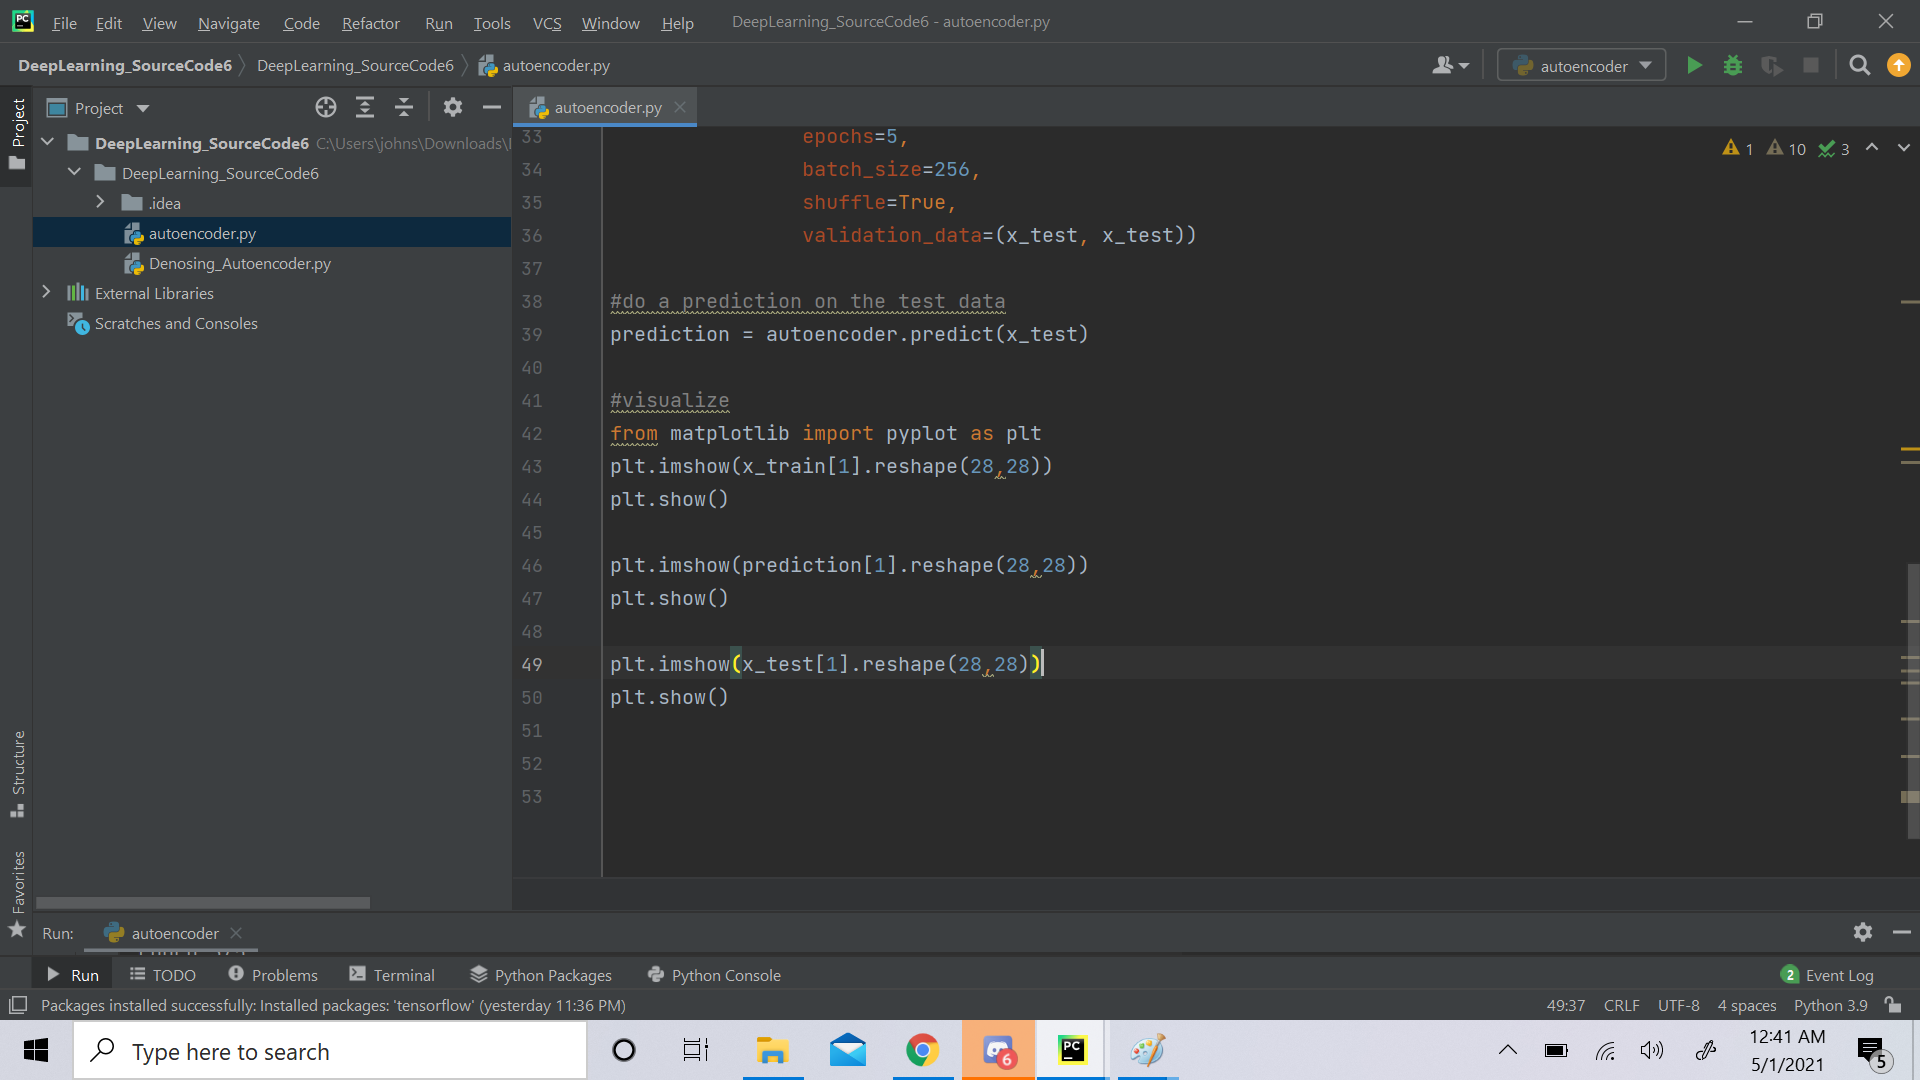 PC File Edit View Navigate Code Refactor Run Tools VCS Window Help DeepLearning_SourceCode6 - autoencoder.py
DeepLearning_SourceCode6 DeepLearning_SourceCode6 autoencoder.py autoencoder
Project Project autoencoder.py
DeepLearning_SourceCode6 C:\Users\johns\Downloads\
DeepLearning_SourceCode6
.idea
autoencoder.py
Denosing_Autoencoder.py
External Libraries
Scratches and Consoles
Structure
Favorites
1 10 3
33 epochs=5,
34 batch_size=256,
35 shuffle=True,
36 validation_data=(x_test, x_test))
37
38 #do a prediction on the test data
39 prediction = autoencoder.predict(x_test)
40
41 #visualize
42 from matplotlib import pyplot as plt
43 plt.imshow(x_train[1].reshape(28,28))
44 plt.show()
45
46 plt.imshow(prediction[1].reshape(28,28))
47 plt.show()
48
49 plt.imshow(x_test[1].reshape(28,28))
50 plt.show()
51
52
53
Run: autoencoder
Run TODO Problems Terminal Python Packages Python Console 2 Event Log
Packages installed successfully: Installed packages: 'tensorflow' (yesterday 11:36 PM) 49:37 CRLF UTF-8 4 spaces Python 3.9
Type here to search 6 PC 12:41 AM
5/1/2021 5